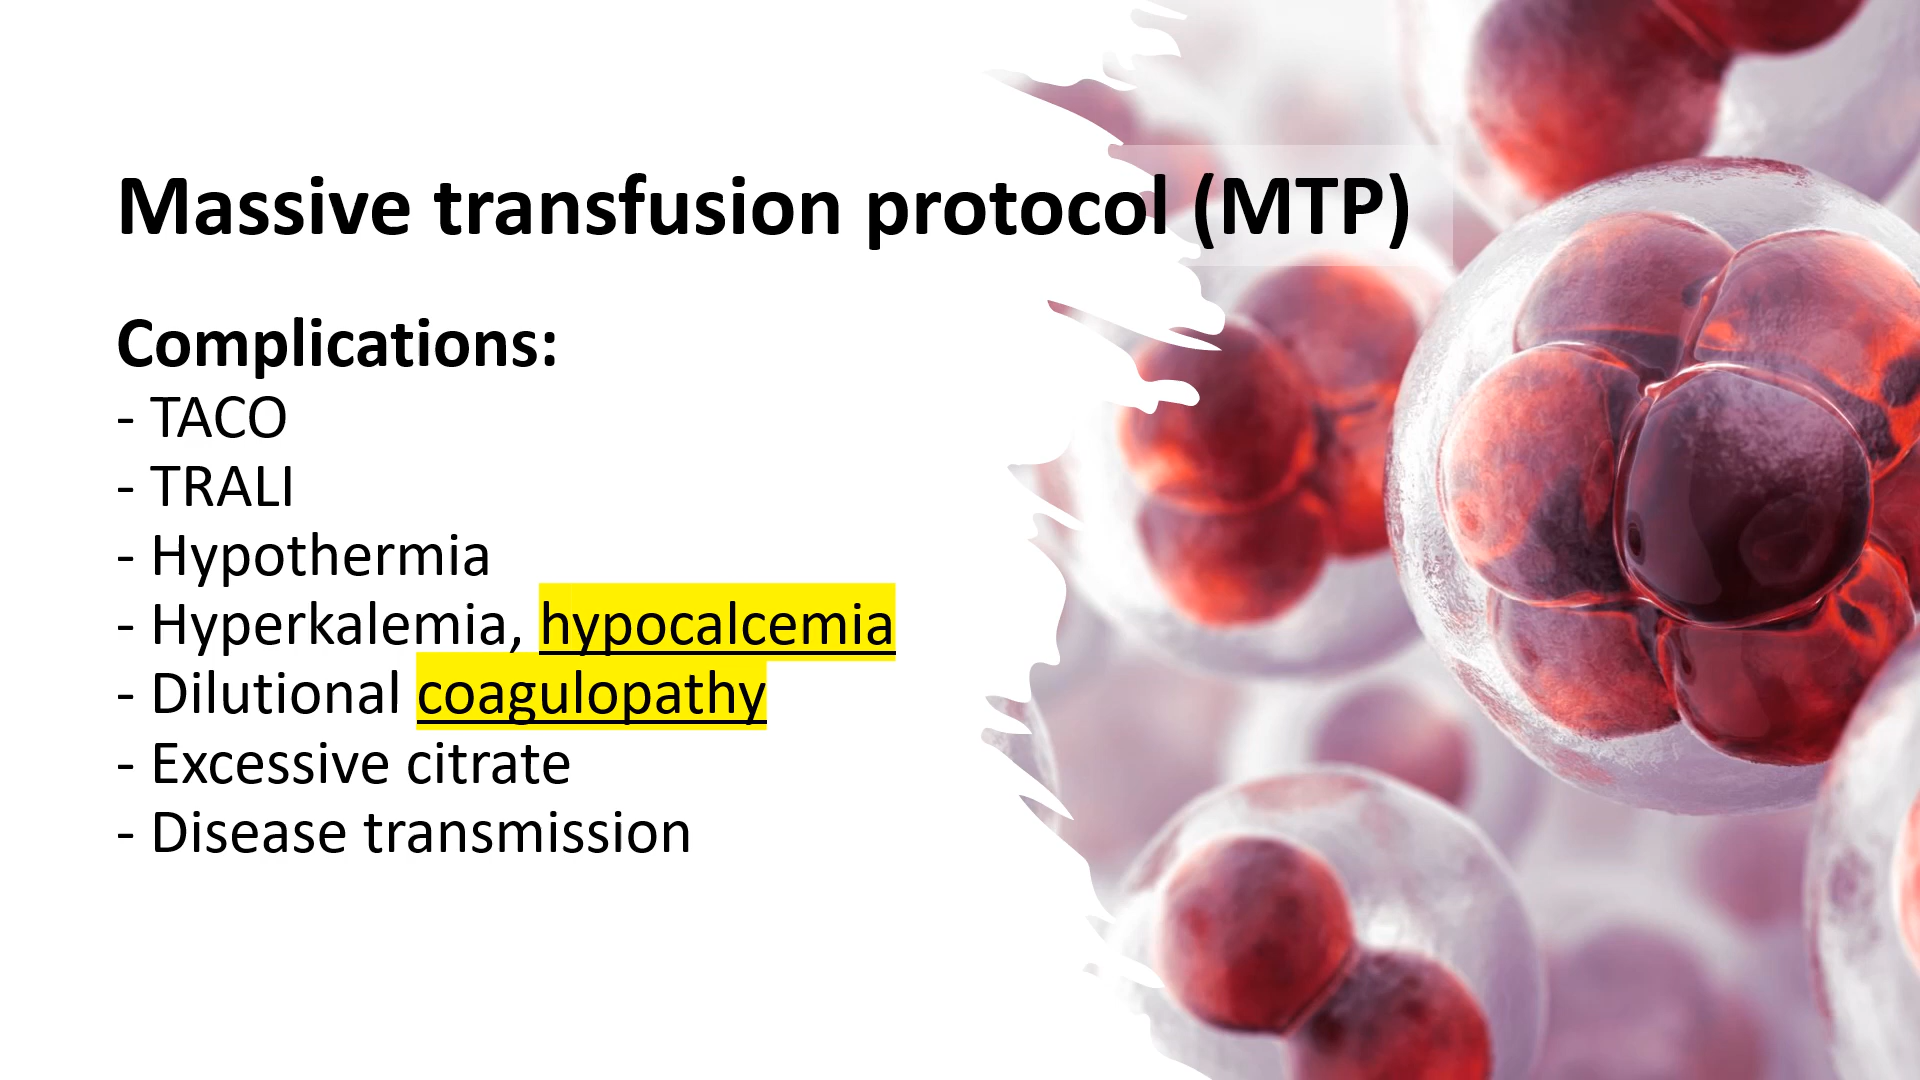 Massive transfusion protocol (MTP)
Complications:
- TACO
- TRALI
- Hypothermia
- Hyperkalemia, hypocalcemia
- Dilutional coagulopathy
- Excessive citrate
- Disease transmission